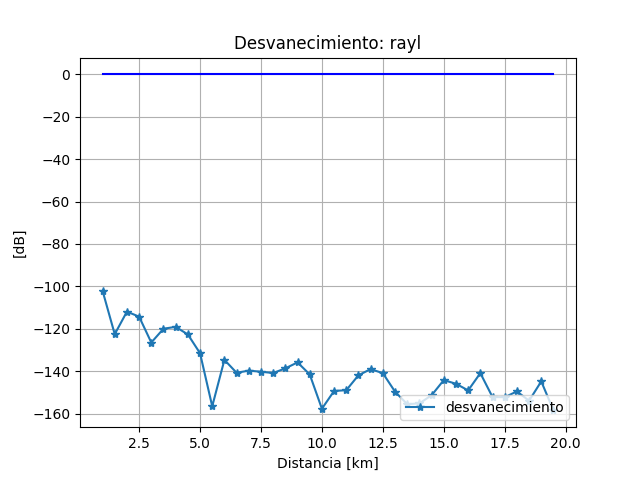 Desvanecimiento: rayl
0
−20
−40
−60
−80
−100
−120
−140
−160
[dB]
desvanecimiento
2.5 5.0 7.5 10.0 12.5 15.0 17.5 20.0
Distancia [km]